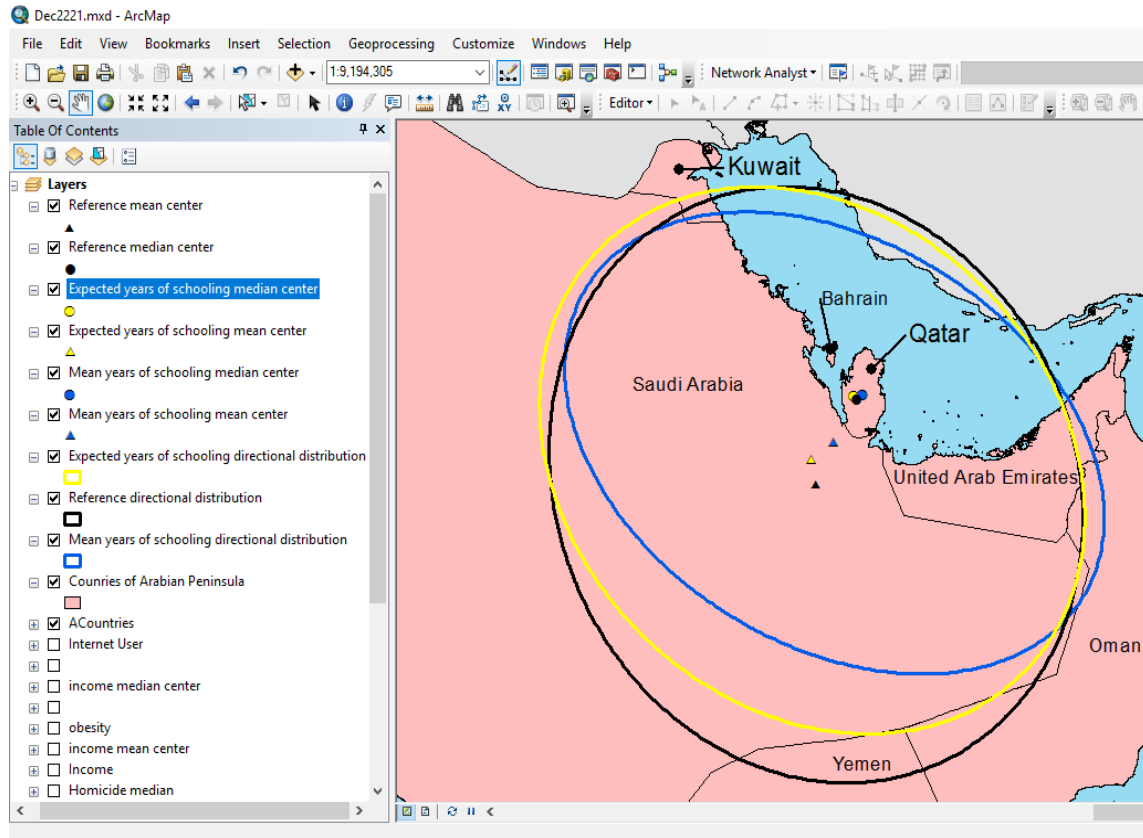 Dec2221.mxd - ArcMap
File Edit View Bookmarks Insert Selection Geoprocessing Customize Windows Help
1:9,194,305 Network Analyst
Editor
Table Of Contents
Layers
Reference mean center
Reference median center
Expected years of schooling median center
Expected years of schooling mean center
Mean years of schooling median center
Mean years of schooling mean center
Expected years of schooling directional distribution
Reference directional distribution
Mean years of schooling directional distribution
Counries of Arabian Peninsula
ACountries
Internet User
income median center
obesity
income mean center
Income
Homicide median
Kuwait
Bahrain
Qatar
Saudi Arabia
United Arab Emirates
Oman
Yemen